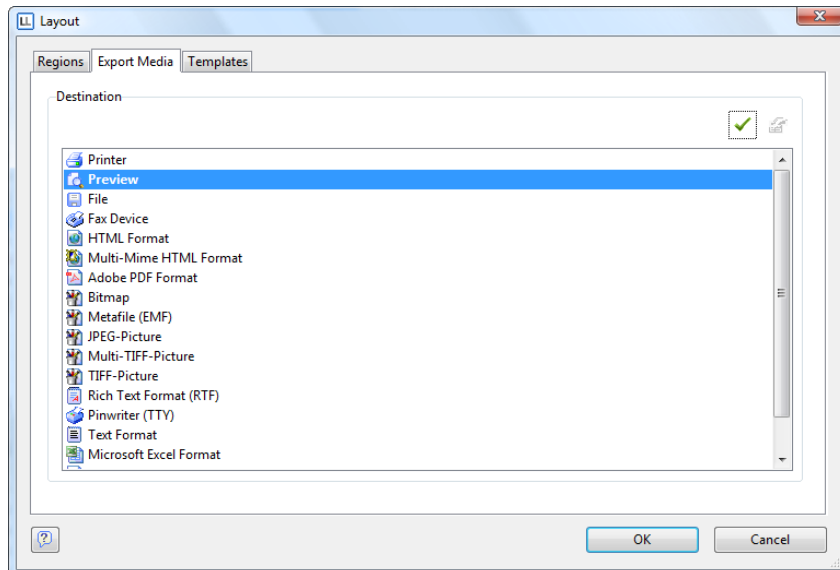 LL Layout
Regions Export Media Templates
Destination
Printer
Preview
File
Fax Device
HTML Format
Multi-Mime HTML Format
Adobe PDF Format
Bitmap
Metafile (EMF)
JPEG-Picture
Multi-TIFF-Picture
TIFF-Picture
Rich Text Format (RTF)
Pinwriter (TTY)
Text Format
Microsoft Excel Format
? OK Cancel